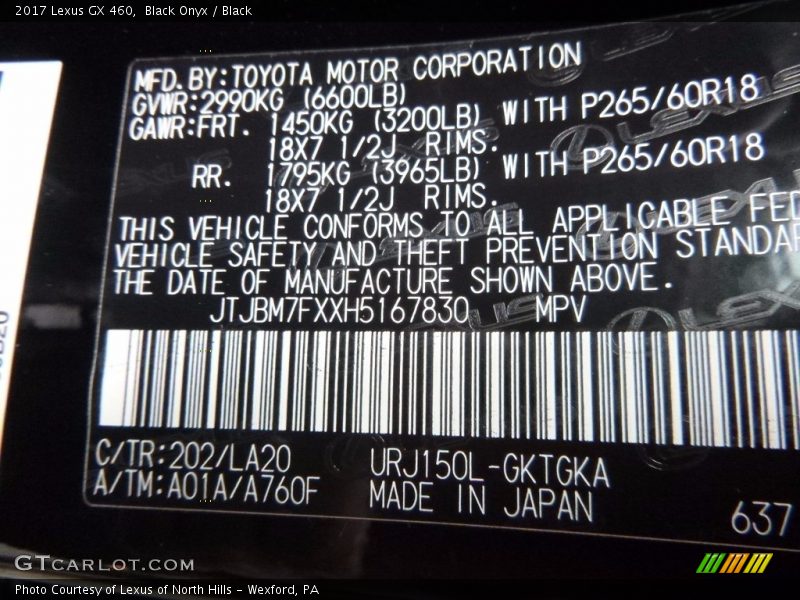 2017 Lexus GX 460, Black Onyx / Black
MFD.BY:TOYOTA MOTOR CORPORATION
GVWR:2990KG (6600LB)
GAWR:FRT. 1450KG (3200LB) WITH P265/60R18
18X7 1/2J RIMS.
RR. 1795KG (3965LB) WITH P265/60R18
18X7 1/2J RIMS.
THIS VEHICLE CONFORMS TO ALL APPLICABLE FED
VEHICLE SAFETY AND THEFT PREVENTION STANDAR
THE DATE OF MANUFACTURE SHOWN ABOVE.
JTJBM7FXXH5167830 MPV
C/TR:202/LA20 URJ150L-GKTGKA
A/TM:A01A/A760F MADE IN JAPAN
637
GTCARLOT.COM
Photo Courtesy of Lexus of North Hills - Wexford, PA